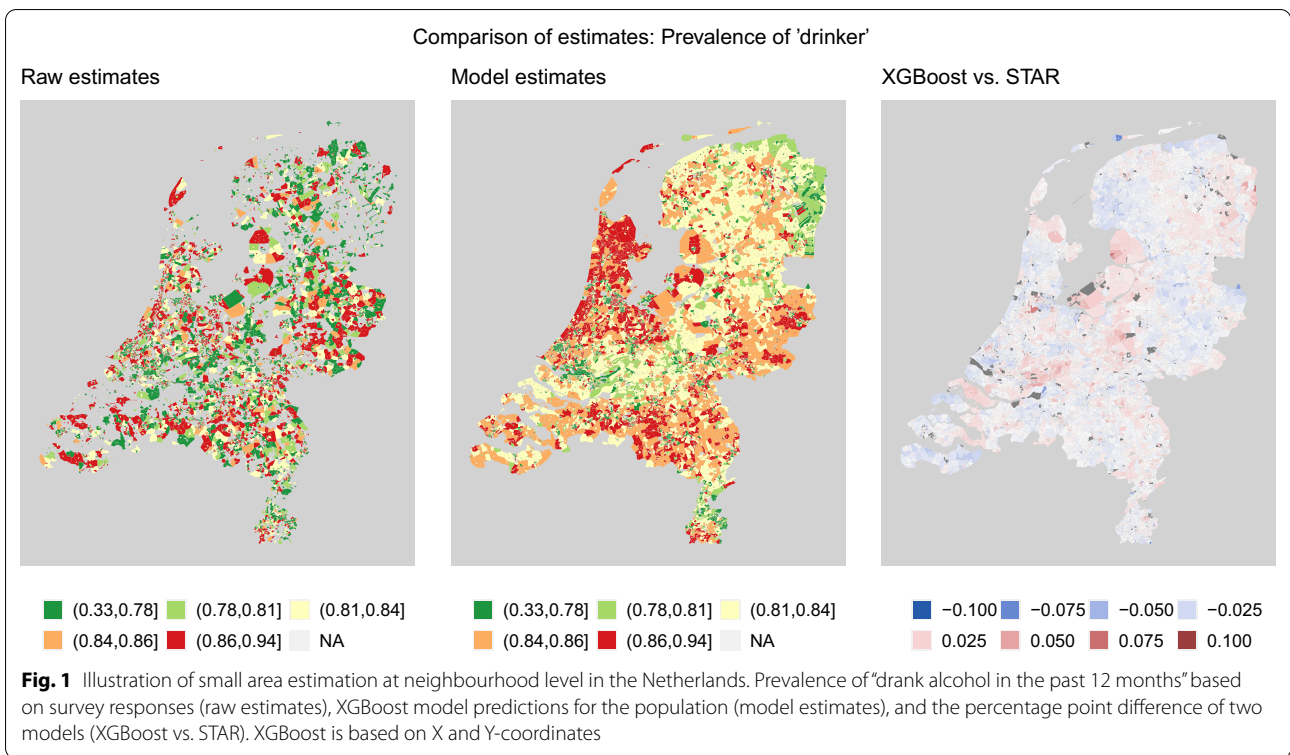 Comparison of estimates: Prevalence of 'drinker'
Raw estimates
Model estimates
XGBoost vs. STAR
(0.33,0.78] (0.78,0.81] (0.81,0.84]
(0.84,0.86] (0.86,0.94] NA
(0.33,0.78] (0.78,0.81] (0.81,0.84]
(0.84,0.86] (0.86,0.94] NA
−0.100 −0.075 −0.050 −0.025
0.025 0.050 0.075 0.100
Fig. 1 Illustration of small area estimation at neighbourhood level in the Netherlands. Prevalence of “drank alcohol in the past 12 months” based
on survey responses (raw estimates), XGBoost model predictions for the population (model estimates), and the percentage point difference of two
models (XGBoost vs. STAR). XGBoost is based on X and Y-coordinates